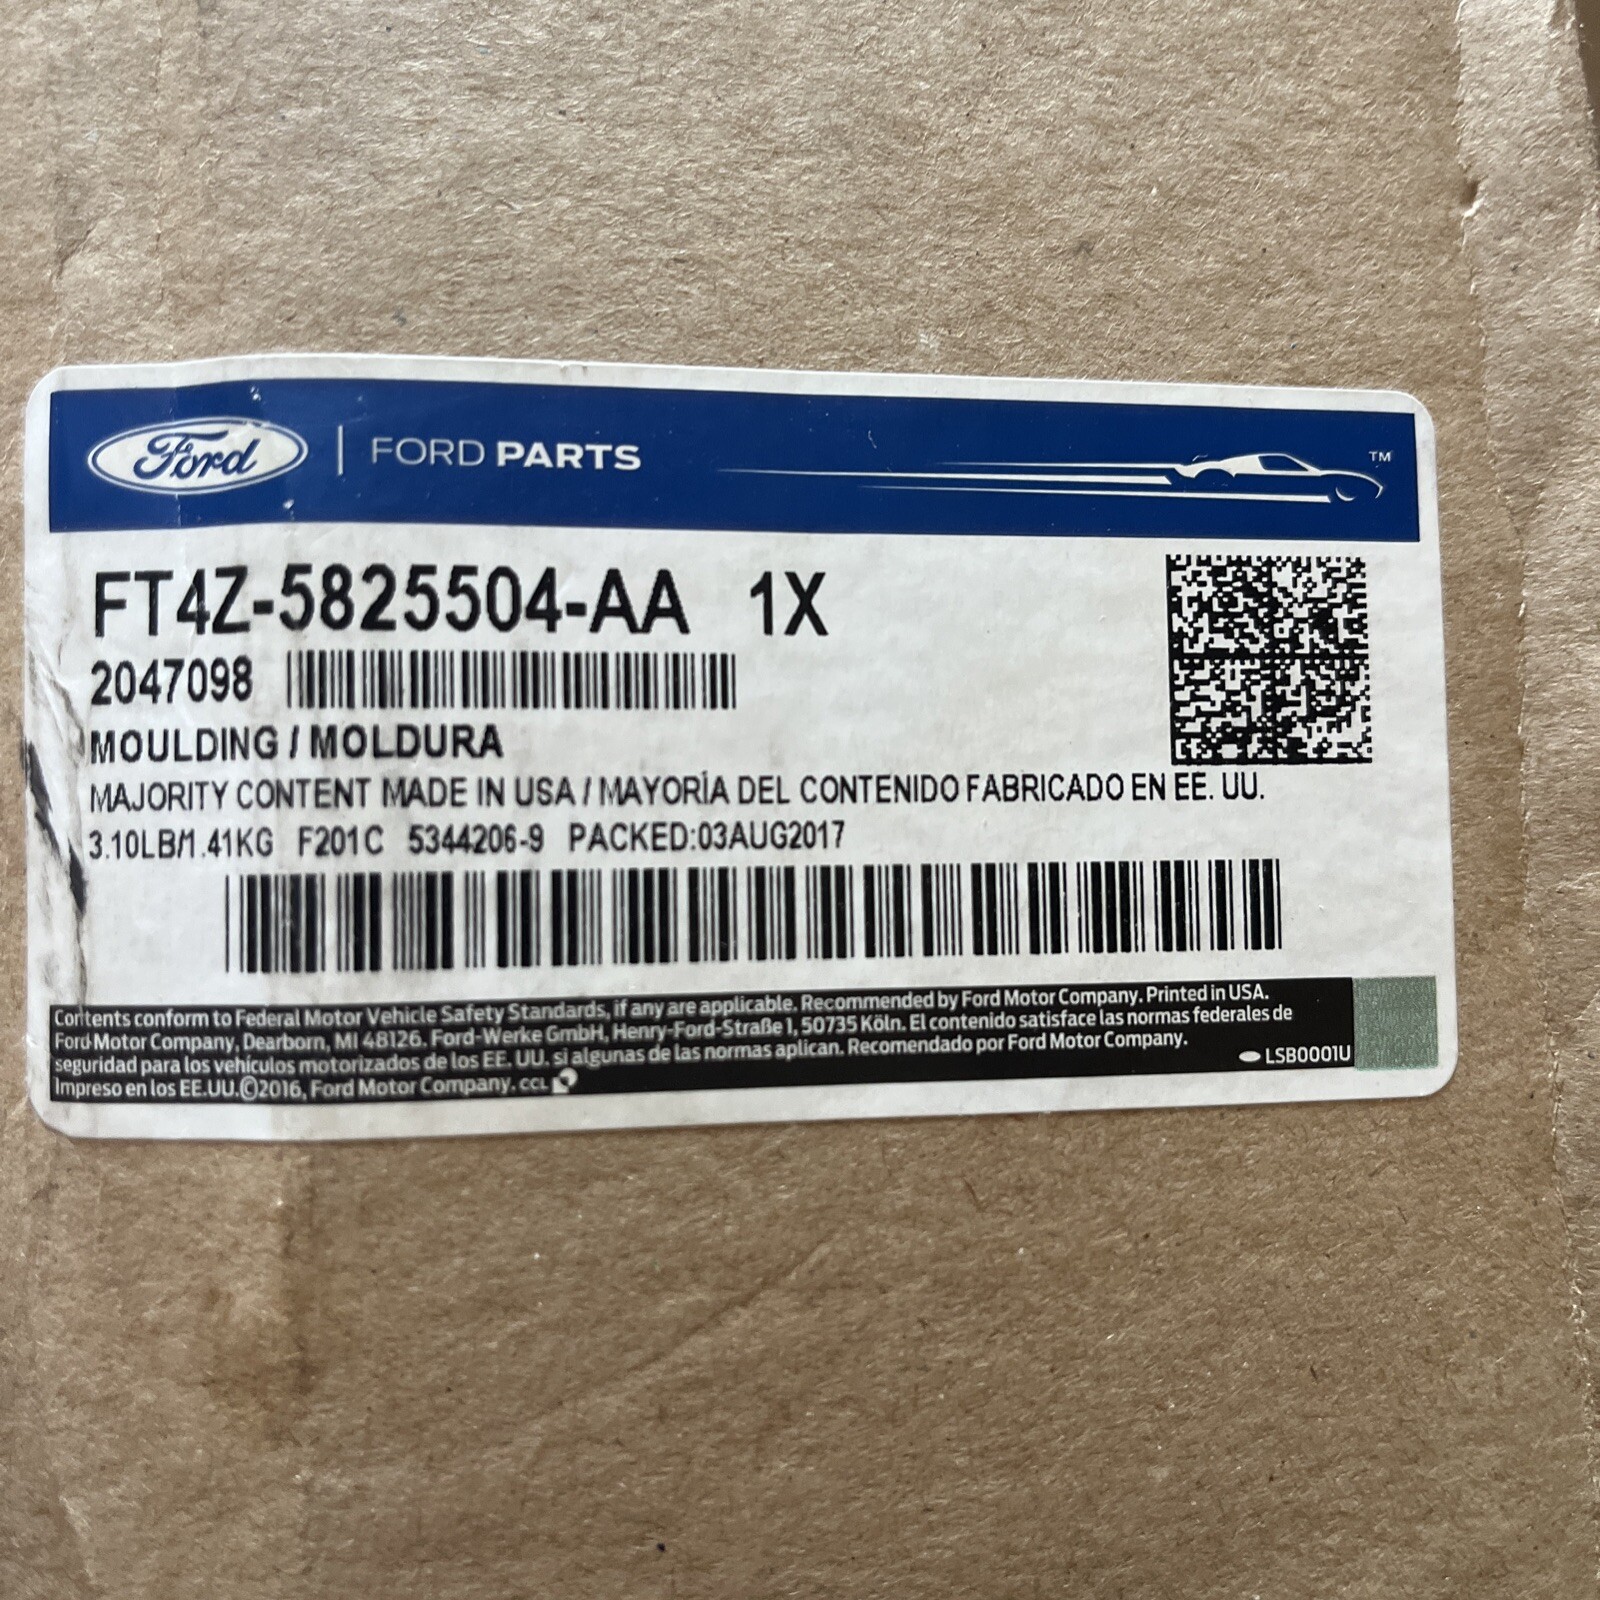 Ford | FORD PARTS TM
FT4Z-5825504-AA 1X
2047098
MOULDING / MOLDURA
MAJORITY CONTENT MADE IN USA / MAYORÍA DEL CONTENIDO FABRICADO EN EE. UU.
3.10LB/1.41KG F201C 5344206-9 PACKED:03AUG2017
Contents conform to Federal Motor Vehicle Safety Standards, if any are applicable. Recommended by Ford Motor Company. Printed in USA.
Ford Motor Company, Dearborn, MI 48126. Ford-Werke GmbH, Henry-Ford-Straße 1, 50735 Köln. El contenido satisface las normas federales de
seguridad para los vehículos motorizados de los EE. UU. si algunas de las normas aplican. Recomendado por Ford Motor Company.
Impreso en los EE.UU.©2016, Ford Motor Company. CCL
LSB0001U